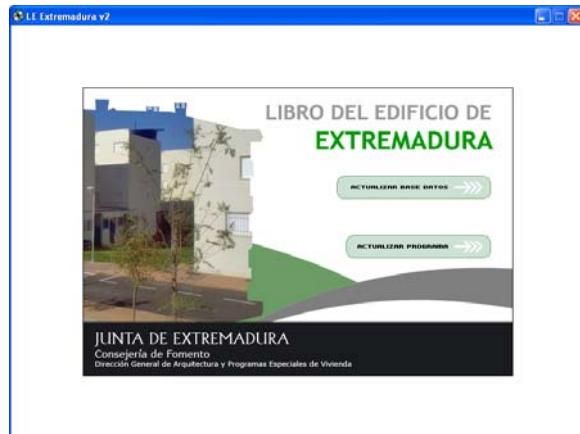 LE Extremadura v2
LIBRO DEL EDIFICIO DE
EXTREMADURA
ACTUALIZAR BASE DATOS
ACTUALIZAR PROGRAMA
JUNTA DE EXTREMADURA
Consejería de Fomento
Dirección General de Arquitectura y Programas Especiales de Vivienda